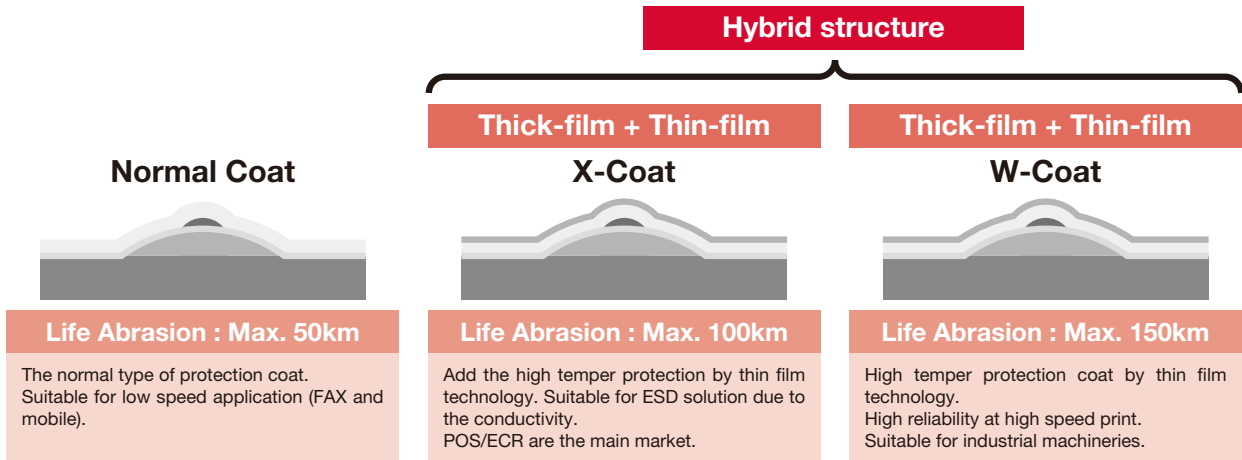 Hybrid structure
Thick-film + Thin-film
Thick-film + Thin-film
Normal Coat
X-Coat
W-Coat
Life Abrasion : Max. 50km
The normal type of protection coat.
Suitable for low speed application (FAX and
mobile).
Life Abrasion : Max. 100km
Add the high temper protection by thin film
technology. Suitable for ESD solution due to
the conductivity.
POS/ECR are the main market.
Life Abrasion : Max. 150km
High temper protection coat by thin film
technology.
High reliability at high speed print.
Suitable for industrial machineries.